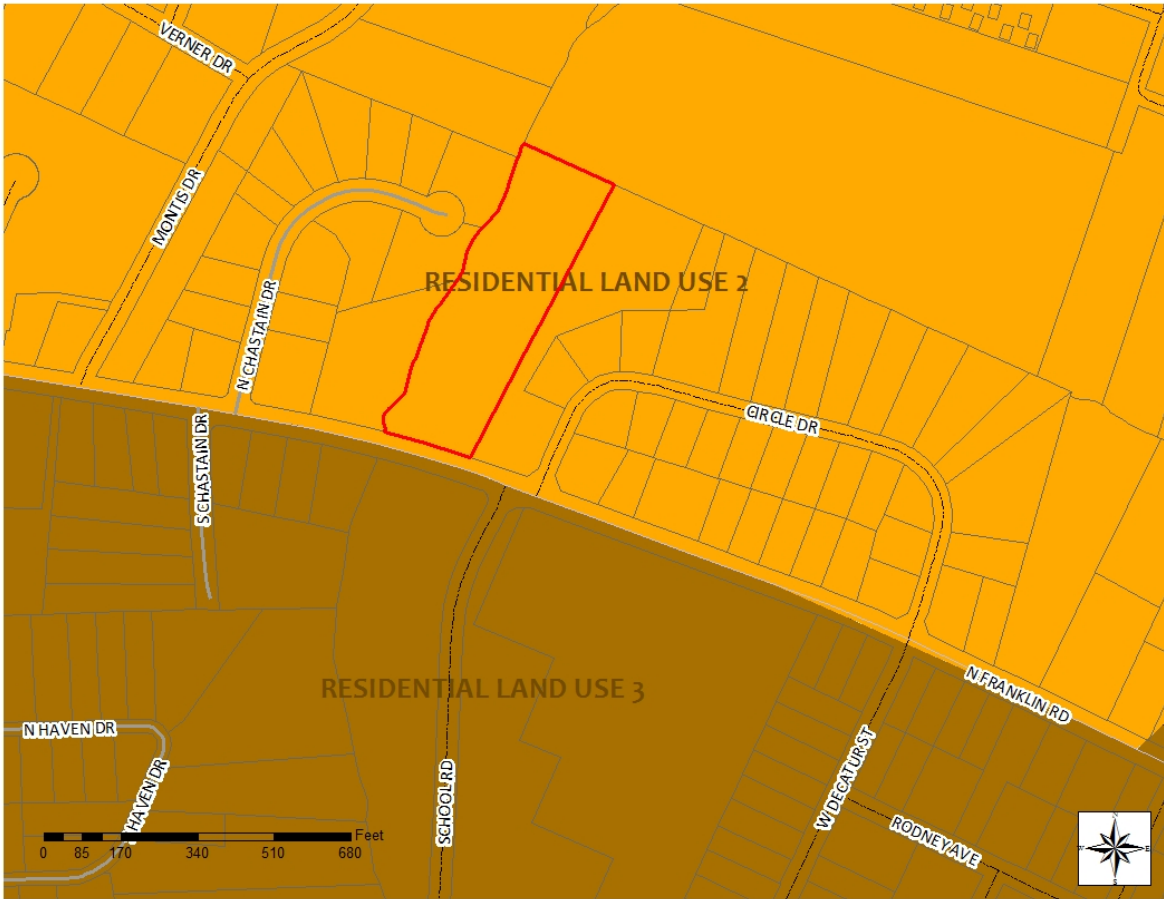 VERNER DR
MONTIS DR
RESIDENTIAL LAND USE 2
N CHASTAIN DR
CIRCLE DR
S CHASTAIN DR
N FRANKLIN RD
RESIDENTIAL LAND USE 3
N HAVEN DR
HAVEN DR
SCHOOL RD
W DECATUR ST
RODNEY AVE
Feet
0 85 170 340 510 680
N
W E
S